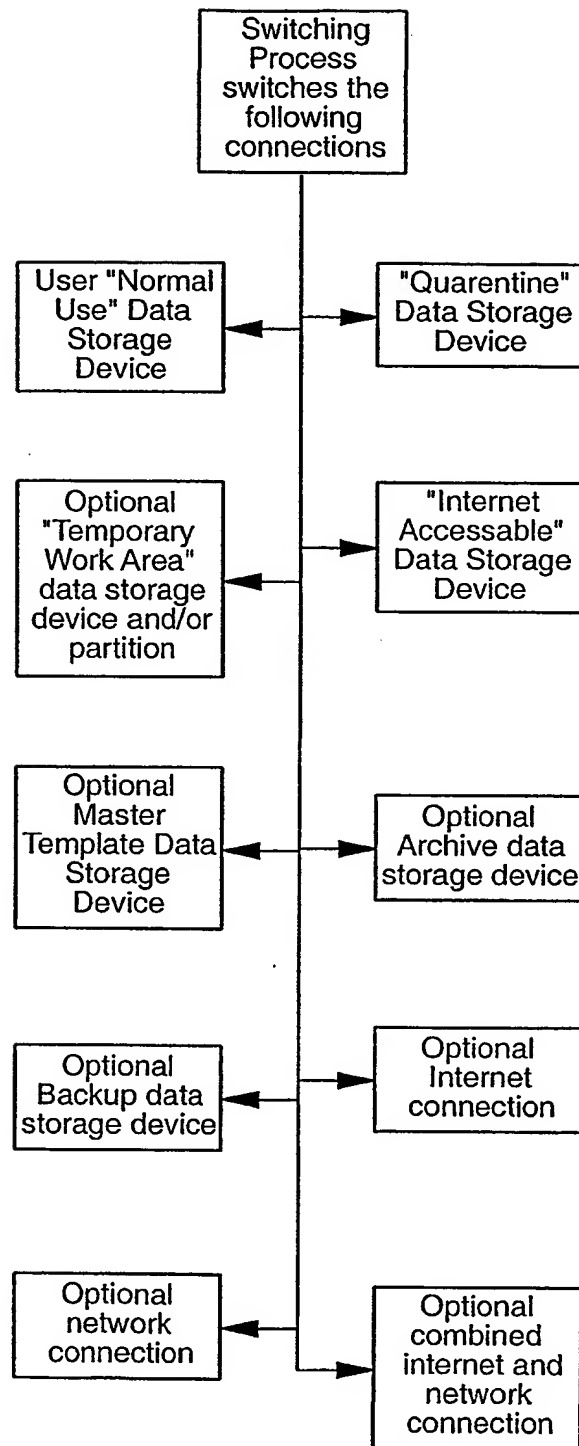 Switching
Process
switches the
following
connections
User "Normal
Use" Data
Storage
Device
"Quarentine"
Data Storage
Device
Optional
"Temporary
Work Area"
data storage
device and/or
partition
"Internet
Accessable"
Data Storage
Device
Optional
Master
Template Data
Storage
Device
Optional
Archive data
storage device
Optional
Backup data
storage device
Optional
Internet
connection
Optional
network
connection
Optional
combined
internet and
network
connection